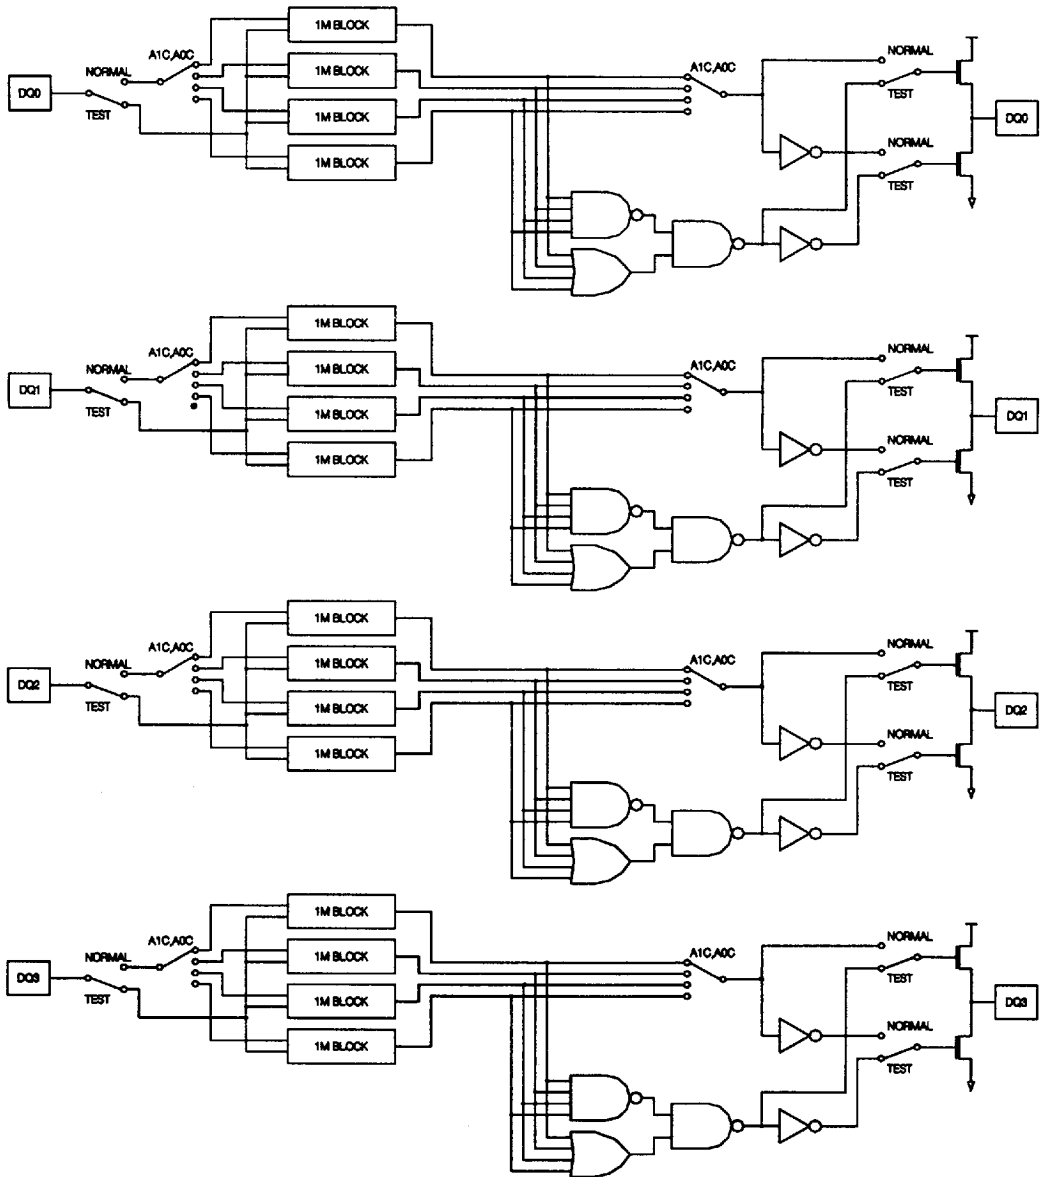 1M BLOCK
A1C,A0C
NORMAL
1M BLOCK
DQ0
TEST
1M BLOCK
1M BLOCK
A1C,A0C
NORMAL
TEST
DQ0
NORMAL
TEST
1M BLOCK
A1C,A0C
NORMAL
1M BLOCK
DQ1
TEST
1M BLOCK
1M BLOCK
A1C,A0C
NORMAL
TEST
DQ1
NORMAL
TEST
1M BLOCK
A1C,A0C
NORMAL
1M BLOCK
DQ2
TEST
1M BLOCK
1M BLOCK
A1C,A0C
NORMAL
TEST
DQ2
NORMAL
TEST
1M BLOCK
A1C,A0C
NORMAL
1M BLOCK
DQ3
TEST
1M BLOCK
1M BLOCK
A1C,A0C
NORMAL
TEST
DQ3
NORMAL
TEST